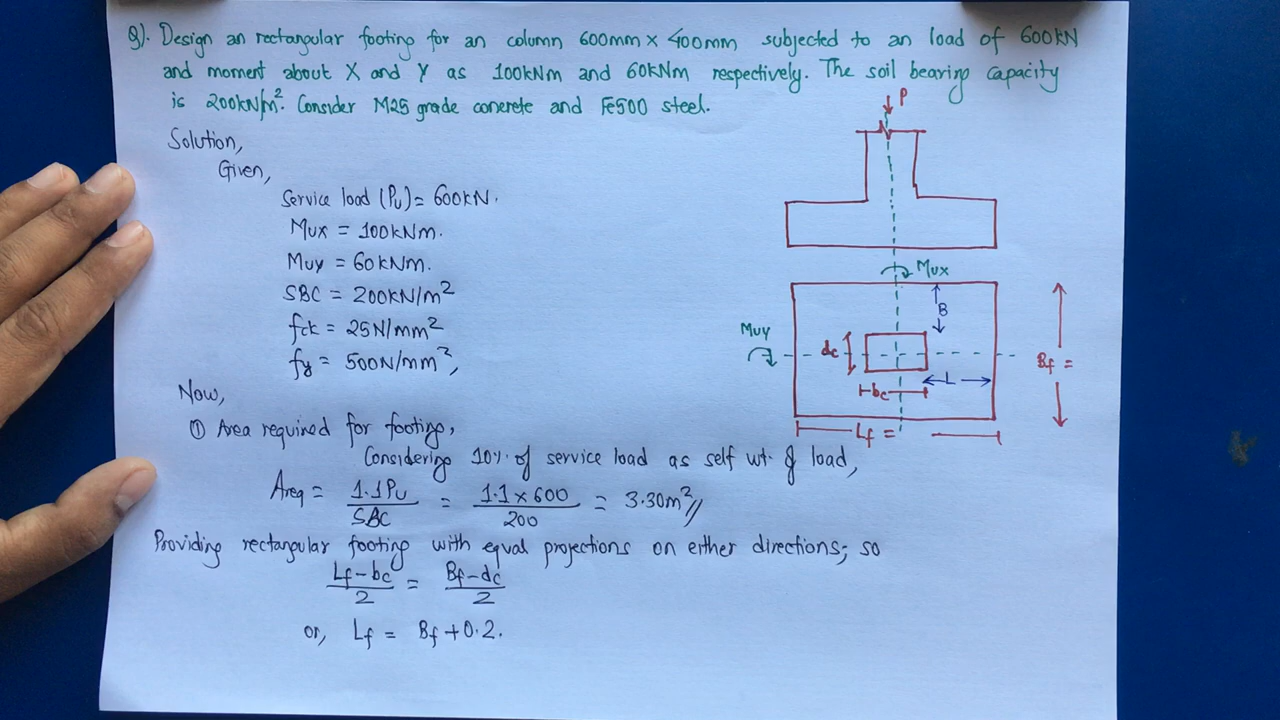 Q). Design an rectangular footing for an column 600mm x 400mm subjected to an load of 600kN
and moment about X and Y as 100kNm and 60kNm respectively. The soil bearing capacity
is 200kN/m². Consider M25 grade concrete and Fe500 steel.
Solution,
Given,
Service load (Pu) = 600kN.
Mux = 100kNm.
Muy = 60kNm.
SBC = 200kN/m²
fck = 25N/mm²
fy = 500N/mm²,
Now,
① Area required for footing,
Considering 10% of service load as self wt. of load,
Areq = 1.1Pu / SBC = 1.1 x 600 / 200 = 3.30m²//
Providing rectangular footing with equal projections on either directions; so
Lf - bc / 2 = Bf - dc / 2
or, Lf = Bf + 0.2.
P
Mux
B
Muy
dc
L
bc
Bf =
Lf =